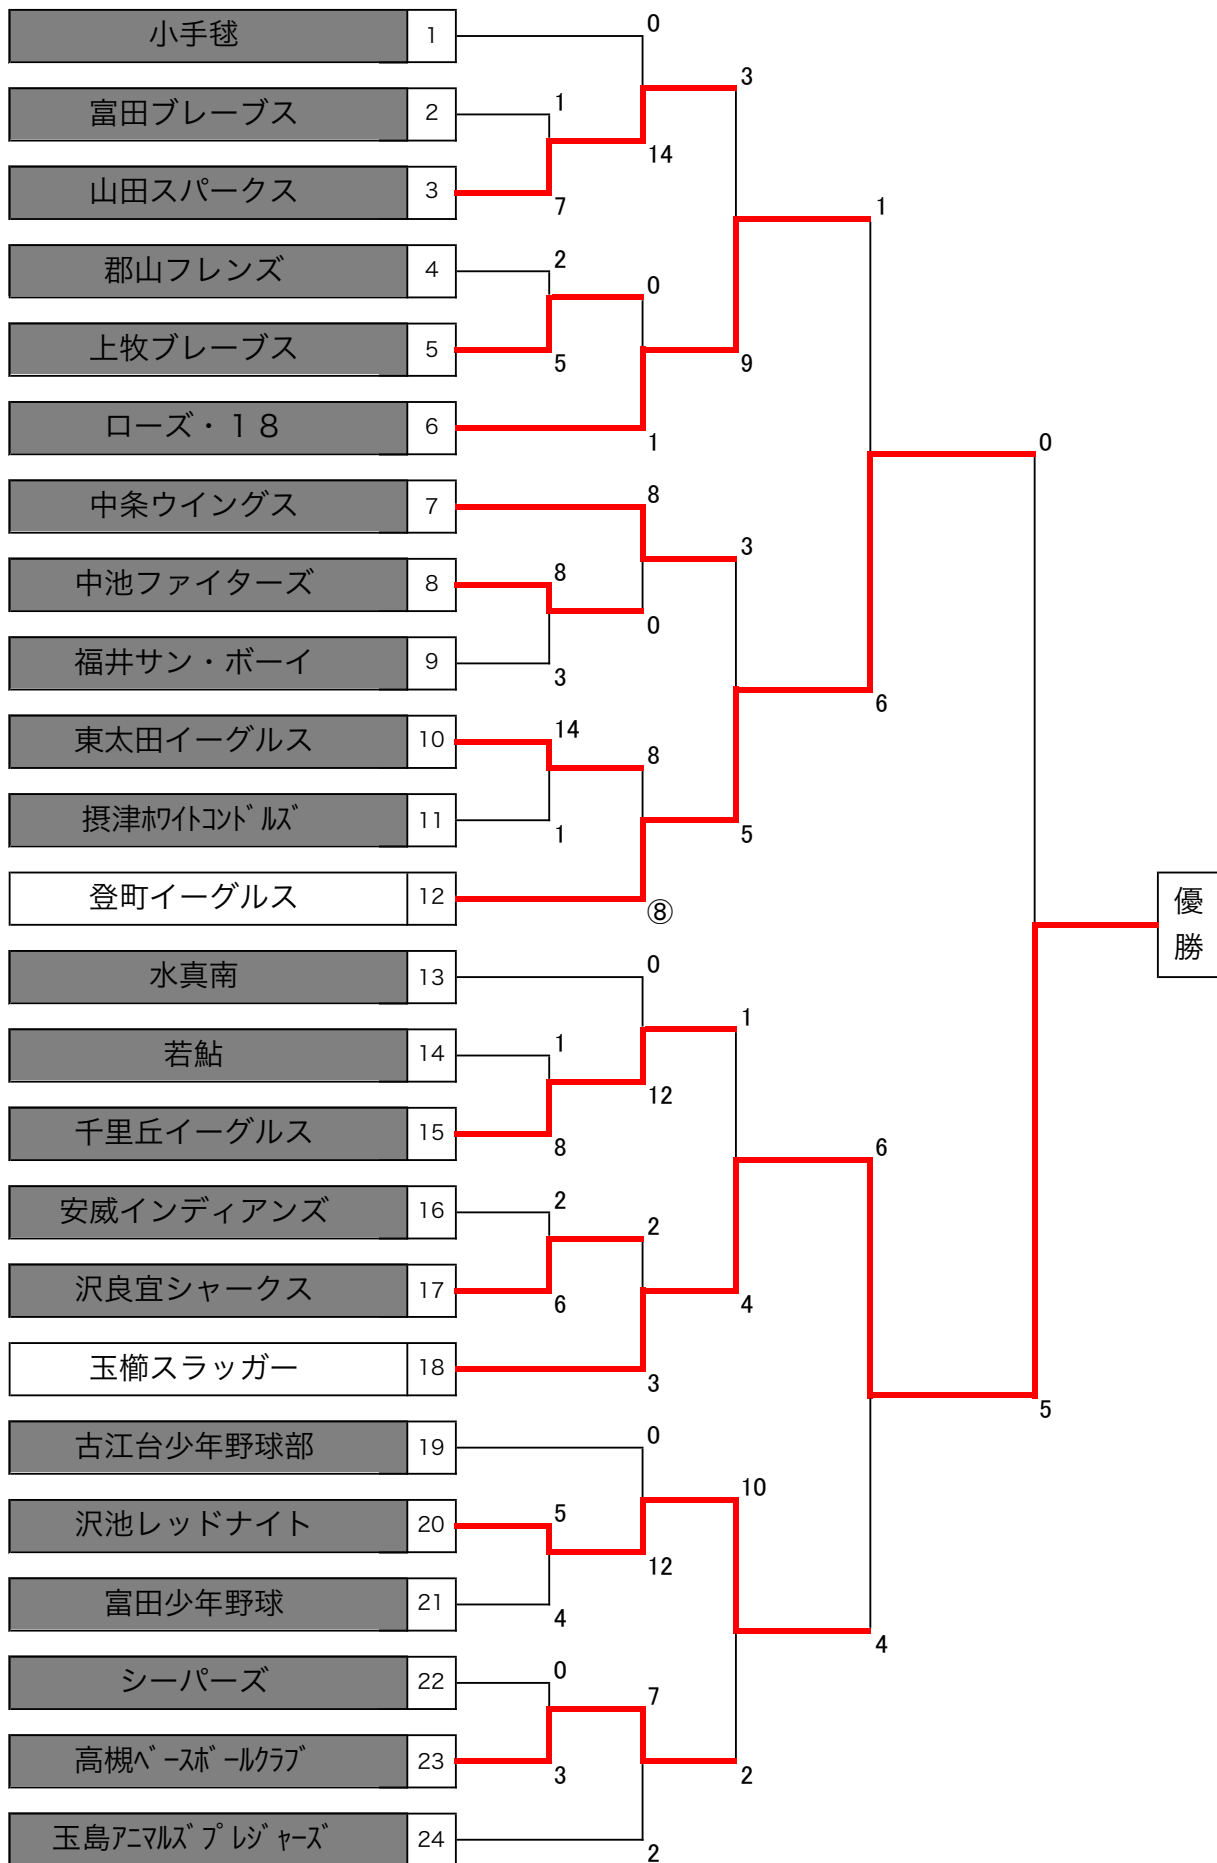 小手毬 1
富田ブレーブス 2
山田スパークス 3
郡山フレンズ 4
上牧ブレーブス 5
ローズ・１８ 6
中条ウイングス 7
中池ファイターズ 8
福井サン・ボーイ 9
東太田イーグルス 10
摂津ﾎﾜｲﾄｺﾝﾄﾞﾙｽﾞ 11
登町イーグルス 12
水真南 13
若鮎 14
千里丘イーグルス 15
安威インディアンズ 16
沢良宜シャークス 17
玉櫛スラッガー 18
古江台少年野球部 19
沢池レッドナイト 20
富田少年野球 21
シーパーズ 22
高槻ﾍﾞｰｽﾎﾞｰﾙｸﾗﾌﾞ 23
玉島ｱﾆﾏﾙｽﾞﾌﾟﾚｼﾞｬｰｽﾞ 24
1
7
2
5
8
3
14
1
1
8
2
6
5
4
0
3
0
14
0
1
8
0
8
⑧
0
12
2
3
0
12
7
2
3
9
3
5
1
4
10
2
1
6
6
4
0
5
優
勝